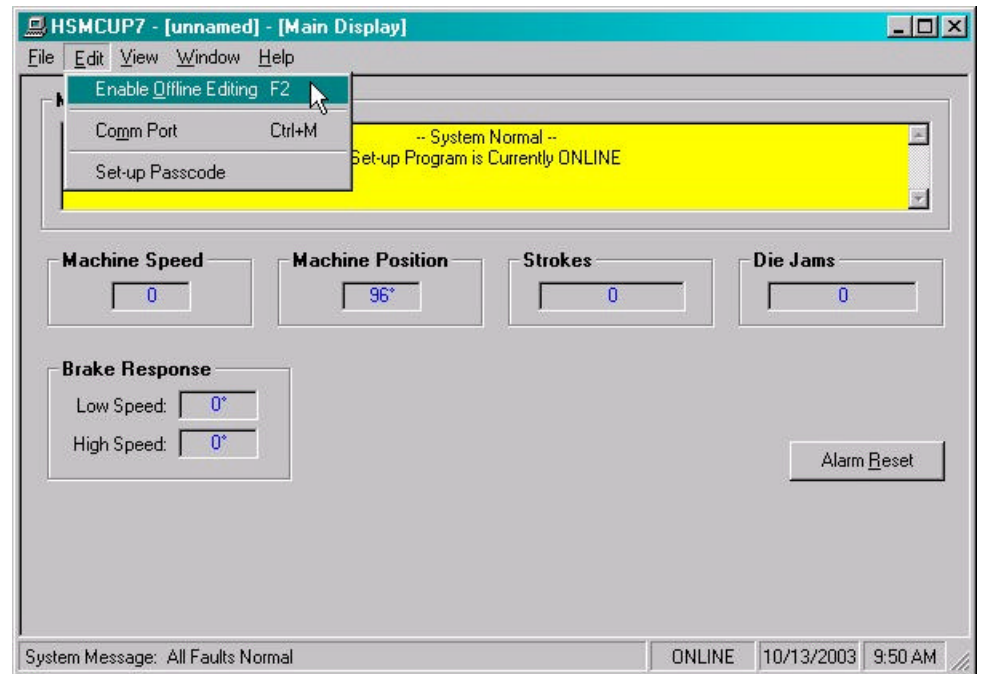 HSMCUP7 - [unnamed] - [Main Display]
File Edit View Window Help
Enable Offline Editing F2
Comm Port Ctrl+M
Set-up Passcode
-- System Normal --
Set-up Program is Currently ONLINE
Machine Speed
0
Machine Position
96°
Strokes
0
Die Jams
0
Brake Response
Low Speed: 0°
High Speed: 0°
Alarm Reset
System Message: All Faults Normal
ONLINE
10/13/2003
9:50 AM